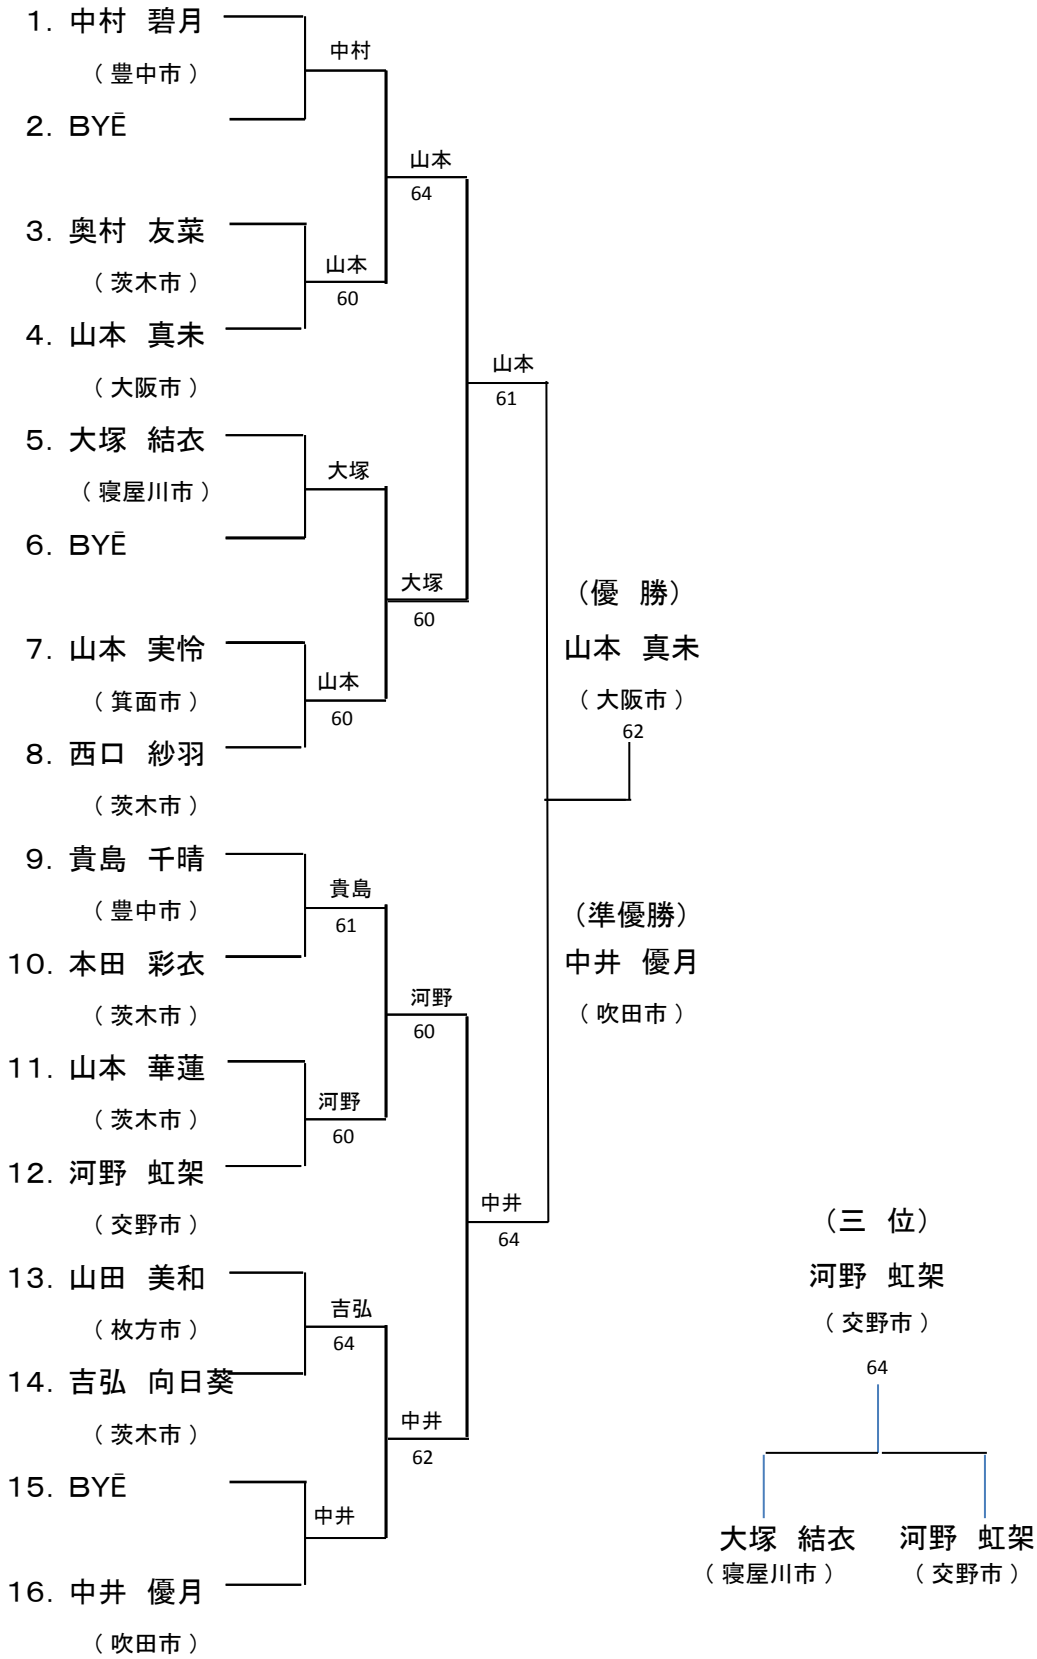 1. 中村 碧月
（ 豊中市 ）
2. BYĒ
3. 奥村 友菜
（ 茨木市 ）
4. 山本 真未
（ 大阪市 ）
5. 大塚 結衣
（ 寝屋川市 ）
6. BYĒ
7. 山本 実怜
（ 箕面市 ）
8. 西口 紗羽
（ 茨木市 ）
9. 貴島 千晴
（ 豊中市 ）
10. 本田 彩衣
（ 茨木市 ）
11. 山本 華蓮
（ 茨木市 ）
12. 河野 虹架
（ 交野市 ）
13. 山田 美和
（ 枚方市 ）
14. 吉弘 向日葵
（ 茨木市 ）
15. BYĒ
16. 中井 優月
（ 吹田市 ）
中村
山本
60
大塚
山本
60
貴島
61
河野
60
吉弘
64
中井
山本
64
大塚
60
河野
60
中井
62
山本
61
中井
64
（優 勝）
山本 真未
（ 大阪市 ）
62
（準優勝）
中井 優月
（ 吹田市 ）
（三 位）
河野 虹架
（ 交野市 ）
64
大塚 結衣 河野 虹架
（ 寝屋川市 ） （ 交野市 ）